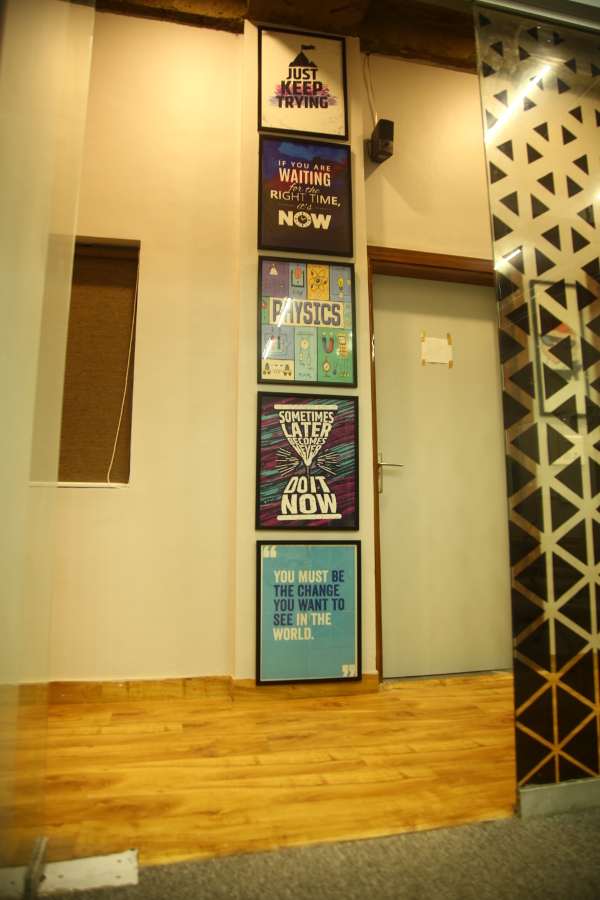 JUST
KEEP
TRYING
IF YOU ARE
WAITING
for the
RIGHT TIME,
it's
NOW
PHYSICS
SOMETIMES
LATER
BECOMES
NEVER
DO IT
NOW
“
YOU MUST BE
THE CHANGE
YOU WANT TO
SEE IN THE
WORLD.
”